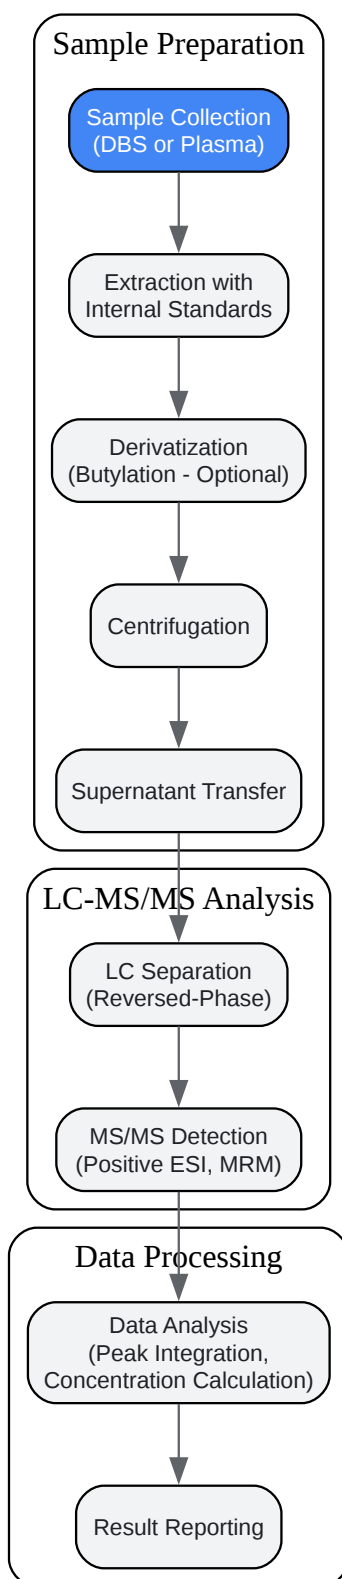 Sample Preparation
Sample Collection
(DBS or Plasma)
Extraction with
Internal Standards
Derivatization
(Butylation - Optional)
Centrifugation
Supernatant Transfer
LC-MS/MS Analysis
LC Separation
(Reversed-Phase)
MS/MS Detection
(Positive ESI, MRM)
Data Processing
Data Analysis
(Peak Integration,
Concentration Calculation)
Result Reporting